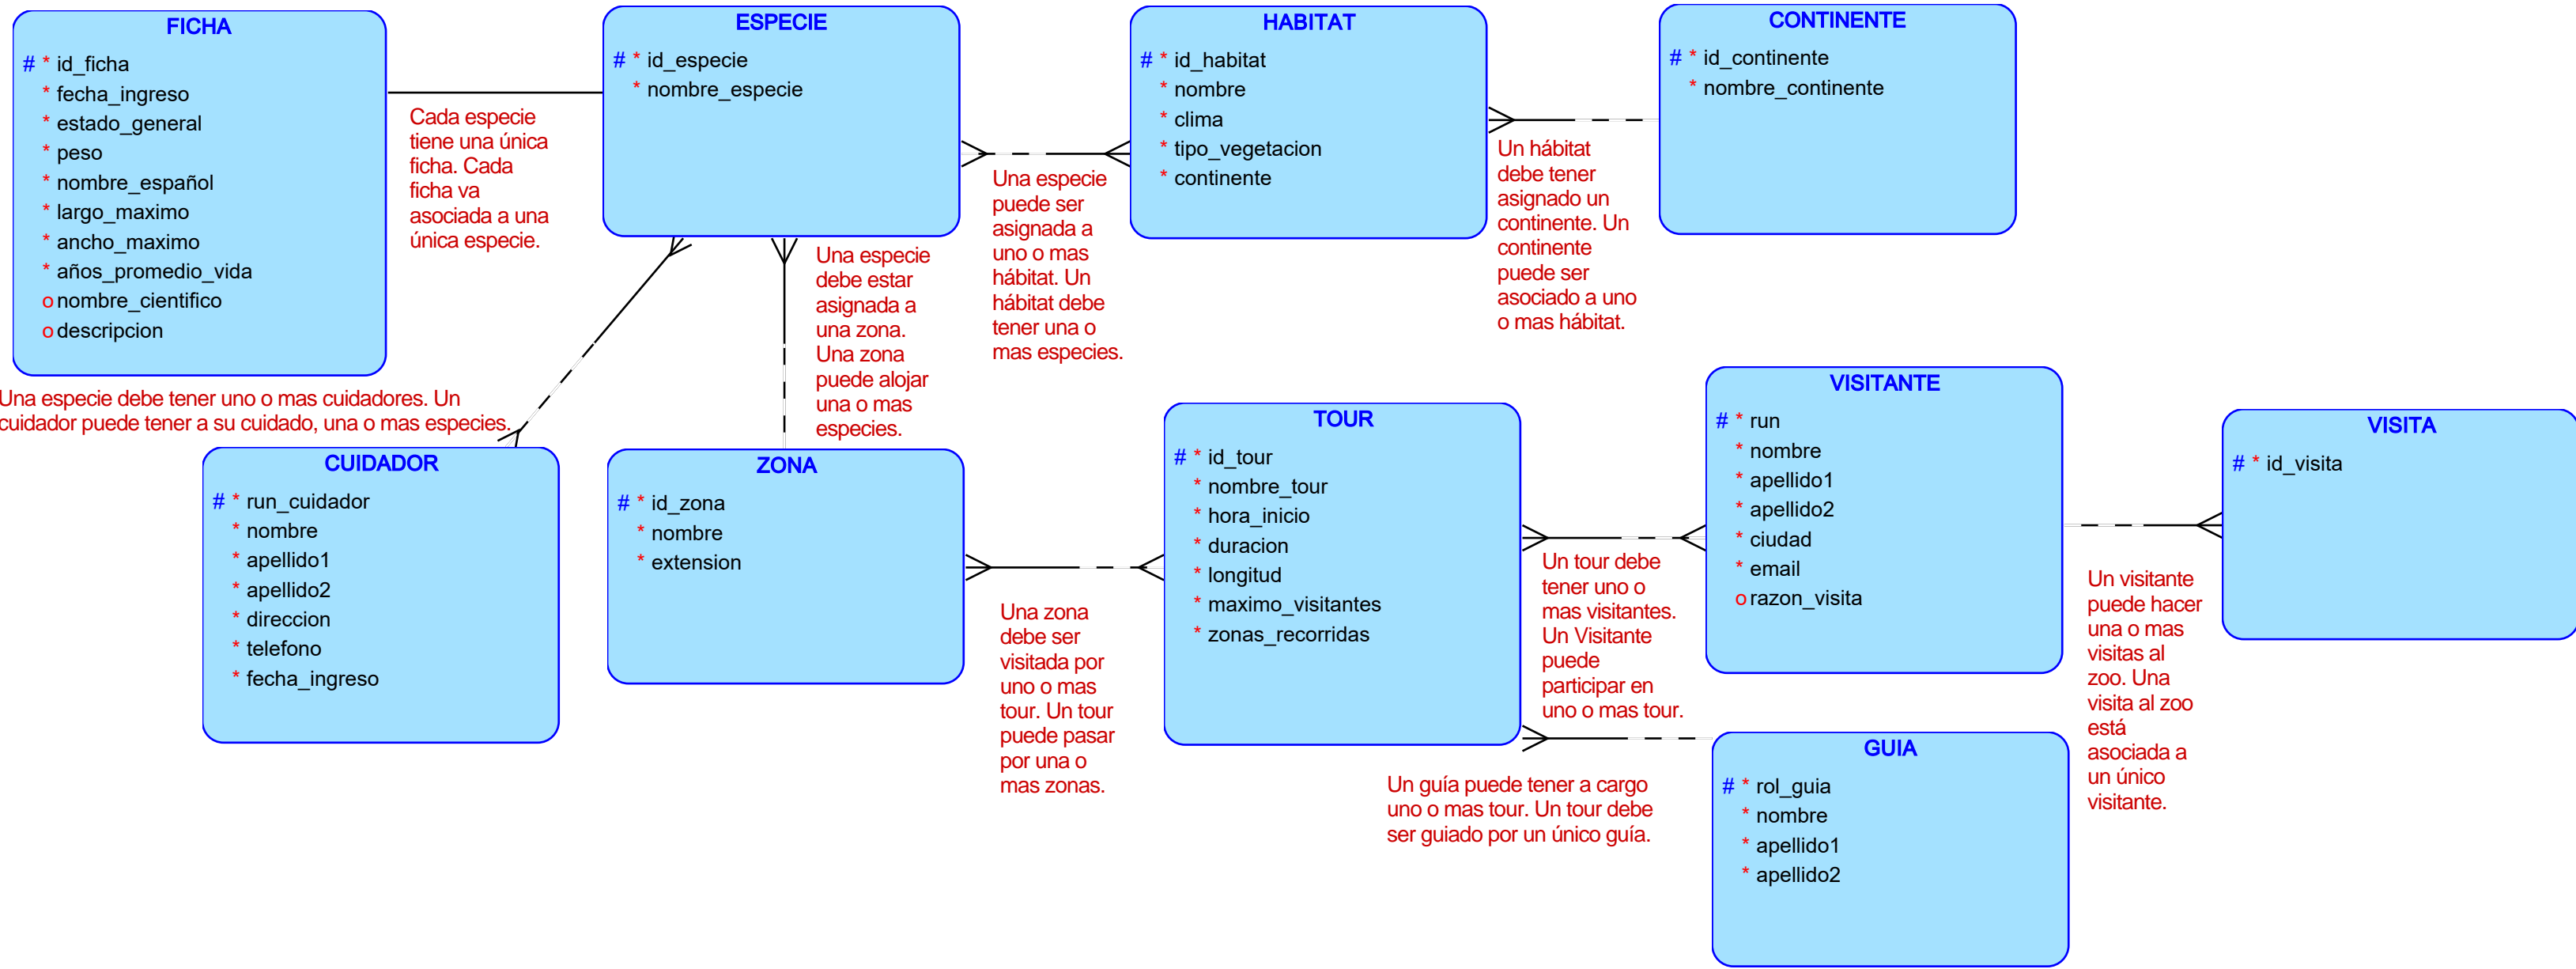 FICHA
# * id_ficha
* fecha_ingreso
* estado_general
* peso
* nombre_español
* largo_maximo
* ancho_maximo
* años_promedio_vida
o nombre_cientifico
o descripcion
Cada especie
tiene una única
ficha. Cada
ficha va
asociada a una
única especie.
ESPECIE
# * id_especie
* nombre_especie
Una especie
puede ser
asignada a
uno o mas
hábitat. Un
hábitat debe
tener una o
mas especies.
HABITAT
# * id_habitat
* nombre
* clima
* tipo_vegetacion
* continente
Un hábitat
debe tener
asignado un
continente. Un
continente
puede ser
asociado a uno
o mas hábitat.
CONTINENTE
# * id_continente
* nombre_continente
Una especie
debe estar
asignada a
una zona.
Una zona
puede alojar
una o mas
especies.
Una especie debe tener uno o mas cuidadores. Un
cuidador puede tener a su cuidado, una o mas especies.
CUIDADOR
# * run_cuidador
* nombre
* apellido1
* apellido2
* direccion
* telefono
* fecha_ingreso
ZONA
# * id_zona
* nombre
* extension
Una zona
debe ser
visitada por
uno o mas
tour. Un tour
puede pasar
por una o
mas zonas.
TOUR
# * id_tour
* nombre_tour
* hora_inicio
* duracion
* longitud
* maximo_visitantes
* zonas_recorridas
Un tour debe
tener uno o
mas visitantes.
Un Visitante
puede
participar en
uno o mas tour.
VISITANTE
# * run
* nombre
* apellido1
* apellido2
* ciudad
* email
o razon_visita
Un visitante
puede hacer
una o mas
visitas al
zoo. Una
visita al zoo
está
asociada a
un único
visitante.
VISITA
# * id_visita
Un guía puede tener a cargo
uno o mas tour. Un tour debe
ser guiado por un único guía.
GUIA
# * rol_guia
* nombre
* apellido1
* apellido2